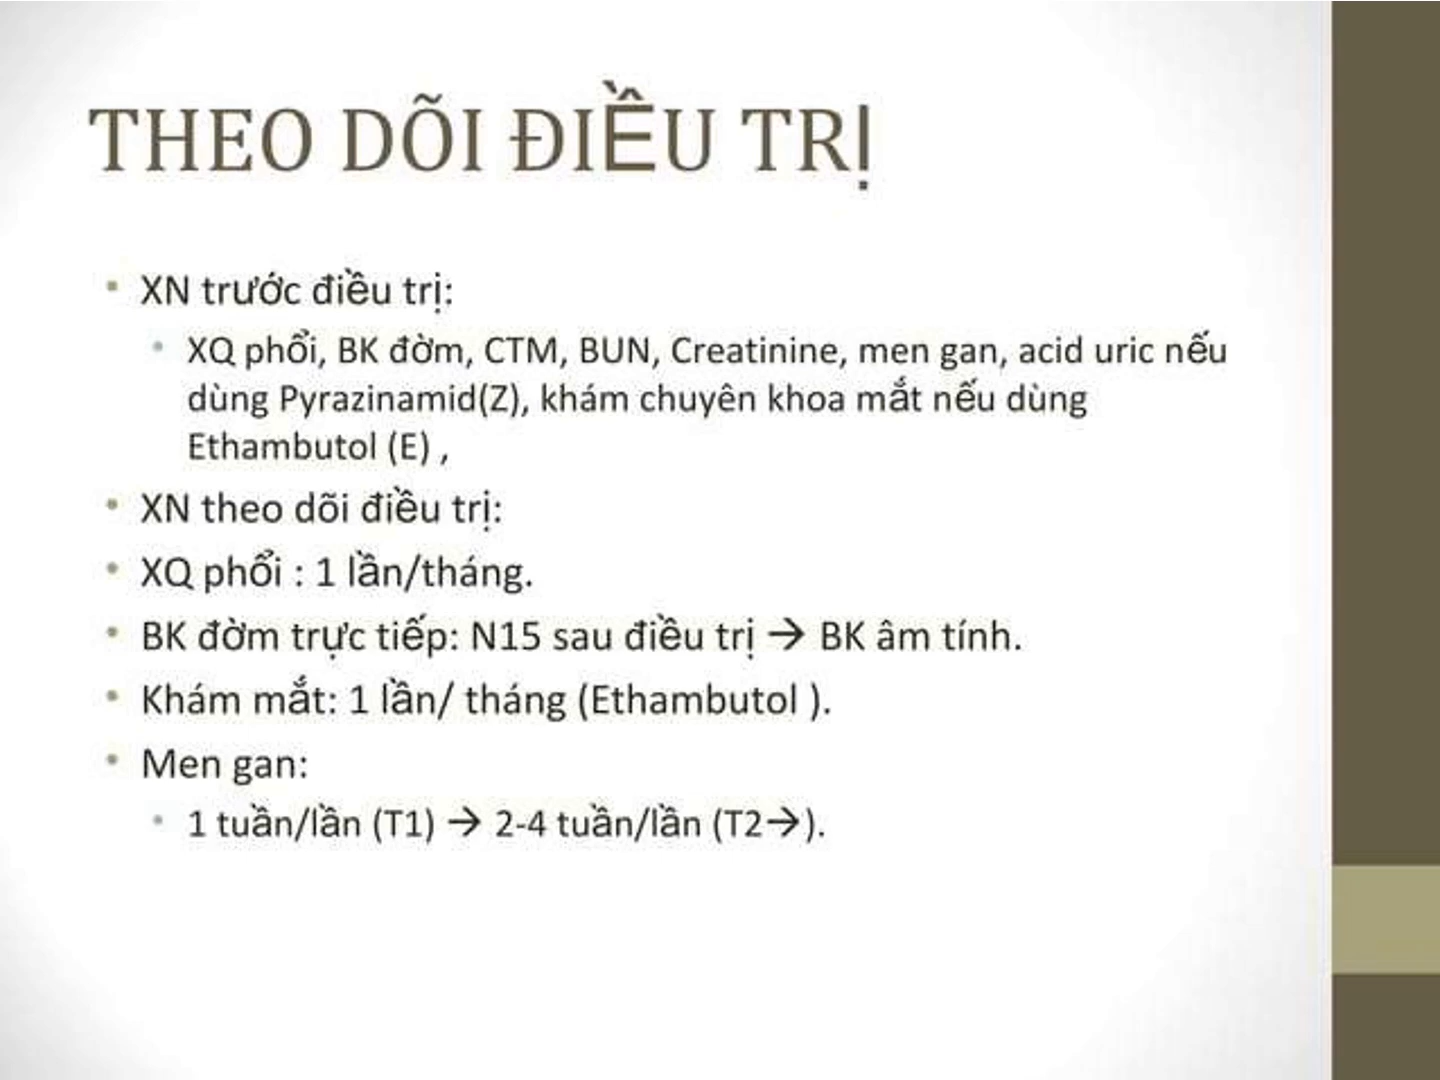 THEO DÕI ĐIỀU TRỊ
• XN trước điều trị:
• XQ phổi, BK đờm, CTM, BUN, Creatinine, men gan, acid uric nếu
dùng Pyrazinamid(Z), khám chuyên khoa mắt nếu dùng
Ethambutol (E) ,
• XN theo dõi điều trị:
• XQ phổi : 1 lần/tháng.
• BK đờm trực tiếp: N15 sau điều trị → BK âm tính.
• Khám mắt: 1 lần/ tháng (Ethambutol ).
• Men gan:
• 1 tuần/lần (T1) → 2-4 tuần/lần (T2→).